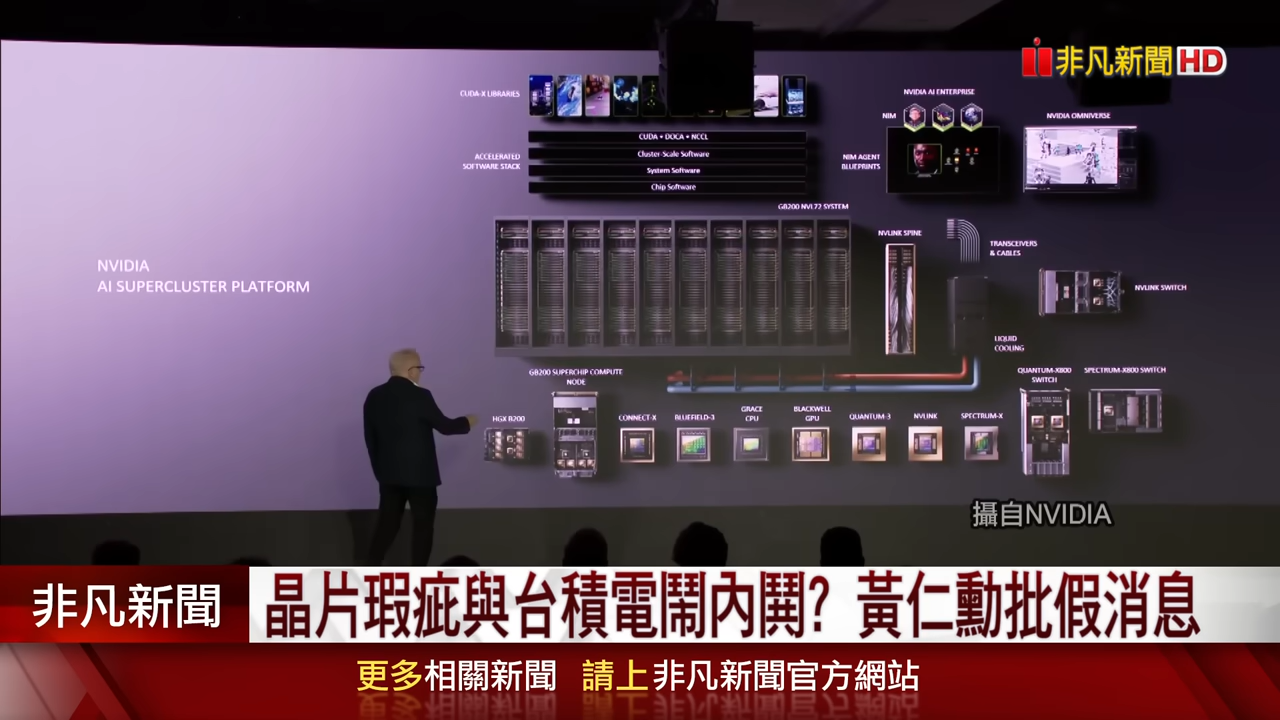 非凡新聞HD
CUDA-X LIBRARIES
NVIDIA AI ENTERPRISE
NIM
NVIDIA OMNIVERSE
CUDA + DOCA + NCCL
ACCELERATED
SOFTWARE STACK
Cluster-Scale Software
System Software
Chip Software
NIM AGENT
BLUEPRINTS
GB200 NVL72 SYSTEM
NVLINK SPINE
TRANSCEIVERS
& CABLES
NVIDIA
AI SUPERCLUSTER PLATFORM
NVLINK SWITCH
LIQUID
COOLING
GB200 SUPERCHIP COMPUTE
NODE
QUANTUM-X800
SWITCH
SPECTRUM-X800 SWITCH
HGX B200
CONNECT-X
BLUEFIELD-3
GRACE
CPU
BLACKWELL
GPU
QUANTUM-3
NVLINK
SPECTRUM-X
攝自NVIDIA
非凡新聞
晶片瑕疵與台積電鬧內鬨? 黃仁勳批假消息
更多相關新聞 請上非凡新聞官方網站